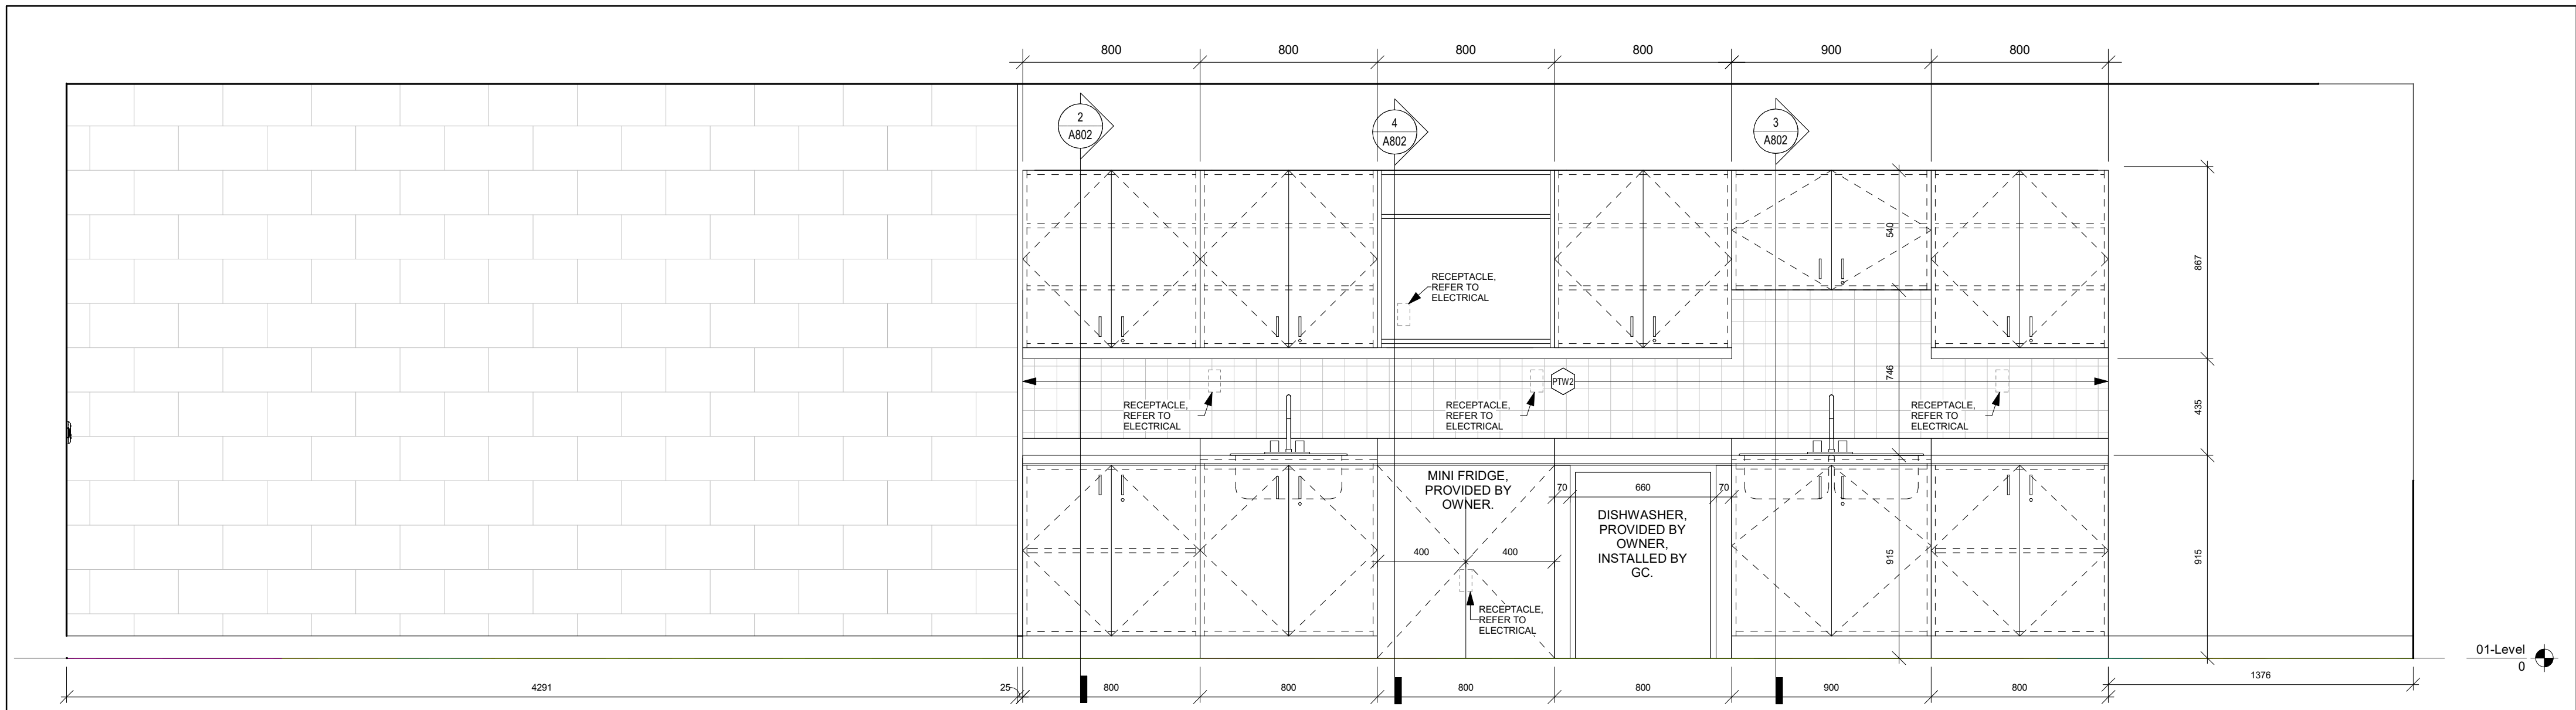 800
800
800
800
900
800
2
A802
4
A802
3
A802
540
867
RECEPTACLE,
REFER TO
ELECTRICAL
746
435
PTW2
RECEPTACLE,
REFER TO
ELECTRICAL
RECEPTACLE,
REFER TO
ELECTRICAL
RECEPTACLE,
REFER TO
ELECTRICAL
MINI FRIDGE,
PROVIDED BY
OWNER.
70
660
70
DISHWASHER,
PROVIDED BY
OWNER,
INSTALLED BY
GC.
400
400
915
915
RECEPTACLE,
REFER TO
ELECTRICAL
01-Level
0
4291
25
800
800
800
800
900
800
1376